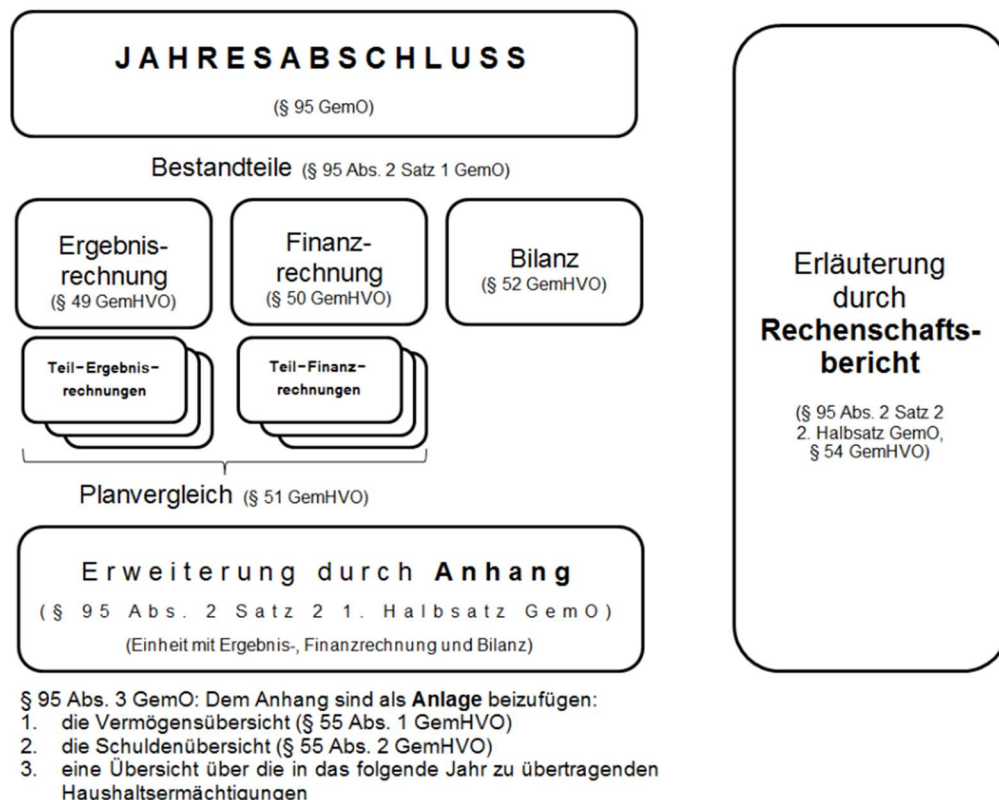 JAHRESABSCHLUSS
(§ 95 GemO)
Bestandteile (§ 95 Abs. 2 Satz 1 GemO)
Ergebnis-
rechnung
(§ 49 GemHVO)
Finanz-
rechnung
(§ 50 GemHVO)
Bilanz
(§ 52 GemHVO)
Teil-Ergebnis-
rechnungen
Teil-Finanz-
rechnungen
Planvergleich (§ 51 GemHVO)
Erweiterung durch Anhang
(§ 95 Abs. 2 Satz 2 1. Halbsatz GemO)
(Einheit mit Ergebnis-, Finanzrechnung und Bilanz)
§ 95 Abs. 3 GemO: Dem Anhang sind als Anlage beizufügen:
1. die Vermögensübersicht (§ 55 Abs. 1 GemHVO)
2. die Schuldenübersicht (§ 55 Abs. 2 GemHVO)
3. eine Übersicht über die in das folgende Jahr zu übertragenden
Haushaltsermächtigungen
Erläuterung
durch
Rechenschafts-
bericht
(§ 95 Abs. 2 Satz 2
2. Halbsatz GemO,
§ 54 GemHVO)